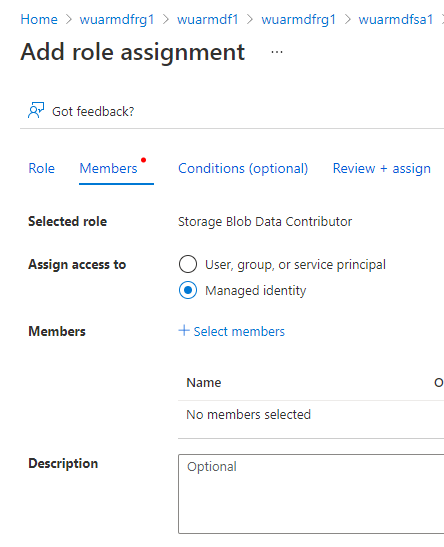 Home > wuarmdfrg1 > wuarmdf1 > wuarmdfrg1 > wuarmdfsa1
Add role assignment ...
Got feedback?
Role Members Conditions (optional) Review + assign
Selected role Storage Blob Data Contributor
Assign access to User, group, or service principal
Managed identity
Members + Select members
Name O
No members selected
Description Optional